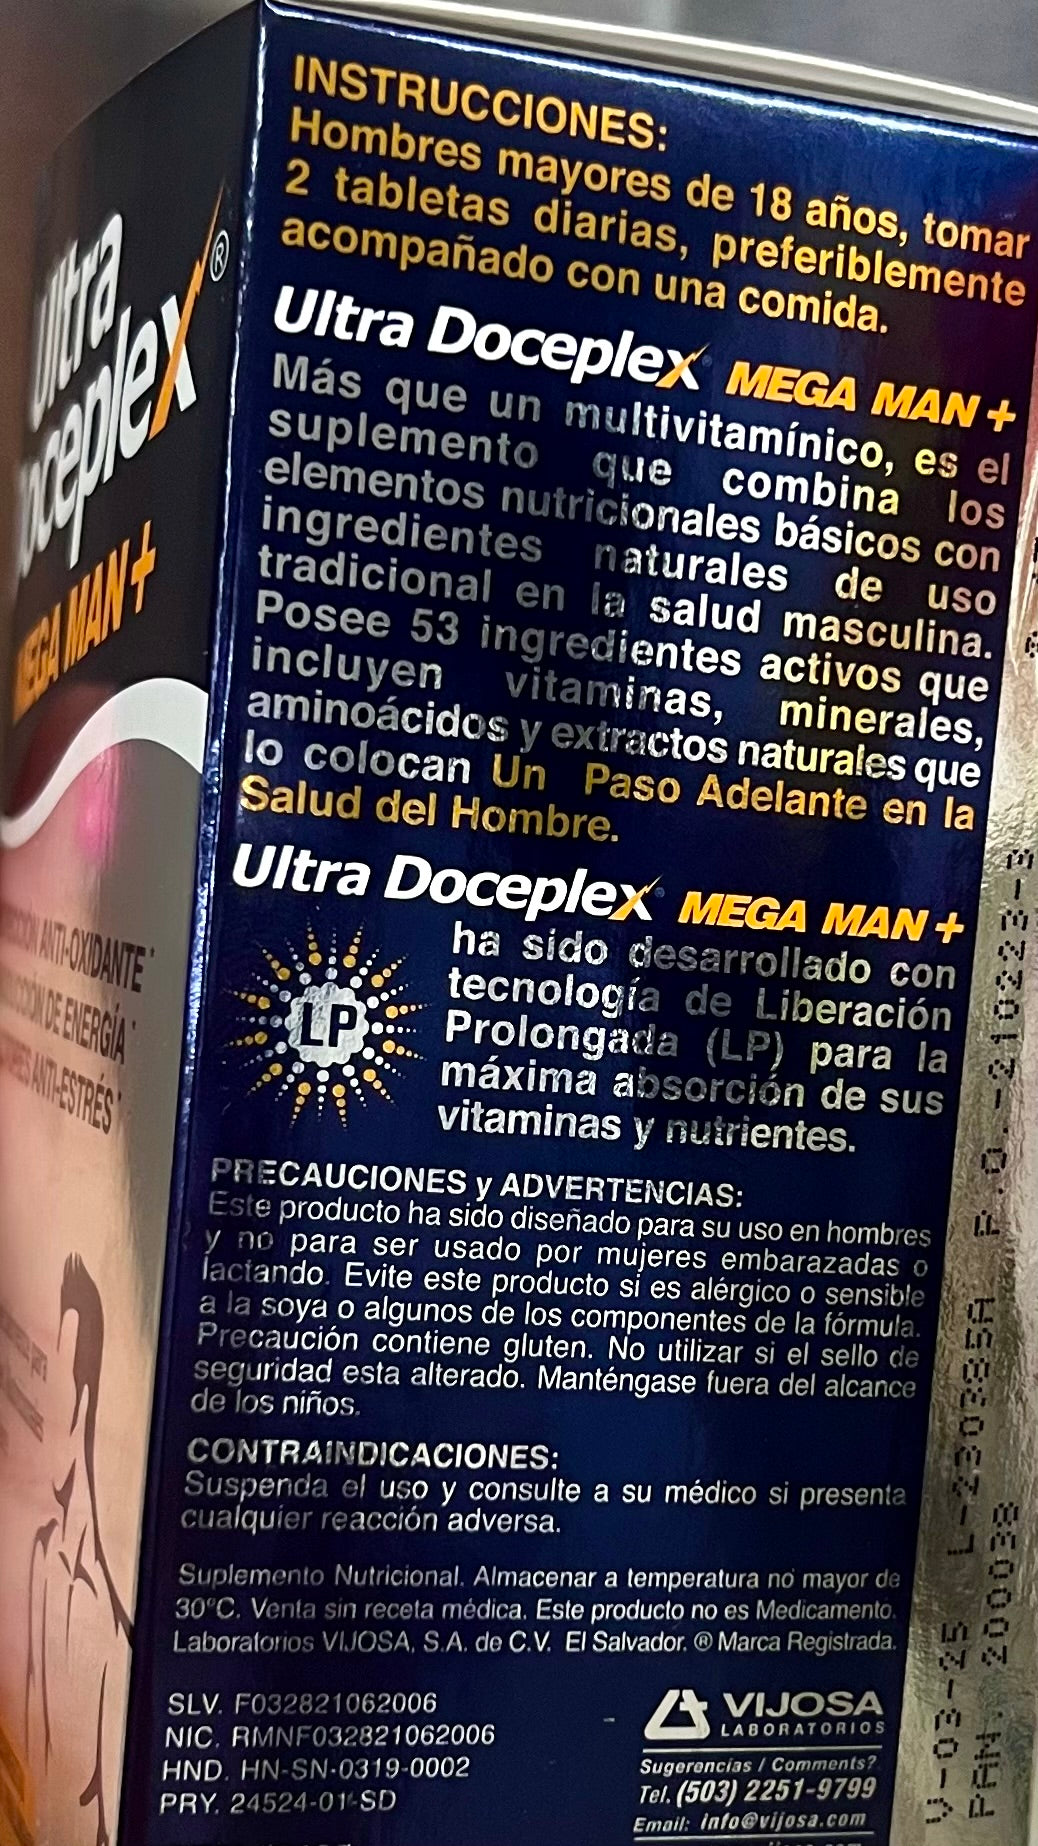 INSTRUCCIONES:
Hombres mayores de 18 años, tomar
2 tabletas diarias, preferiblemente
acompañado con una comida.
Ultra Doceplex MEGA MAN +
Más que un multivitamínico, es el
suplemento que combina los
elementos nutricionales básicos con
ingredientes naturales de uso
tradicional en la salud masculina.
Posee 53 ingredientes activos que
incluyen vitaminas, minerales,
aminoácidos y extractos naturales que
lo colocan Un Paso Adelante en la
Salud del Hombre.
Ultra Doceplex MEGA MAN +
LP
ha sido desarrollado con
tecnología de Liberación
Prolongada (LP) para la
máxima absorción de sus
vitaminas y nutrientes.
PRECAUCIONES y ADVERTENCIAS:
Este producto ha sido diseñado para su uso en hombres
y no para ser usado por mujeres embarazadas o
lactando. Evite este producto si es alérgico o sensible
a la soya o algunos de los componentes de la fórmula.
Precaución contiene gluten. No utilizar si el sello de
seguridad esta alterado. Manténgase fuera del alcance
de los niños.
CONTRAINDICACIONES:
Suspenda el uso y consulte a su médico si presenta
cualquier reacción adversa.
Suplemento Nutricional. Almacenar a temperatura no mayor de
30°C. Venta sin receta médica. Este producto no es Medicamento.
Laboratorios VIJOSA, S.A. de C.V. El Salvador. ® Marca Registrada.
SLV. F032821062006
NIC. RMNF032821062006
HND. HN-SN-0319-0002
PRY. 24524-01-SD
VIJOSA
LABORATORIOS
Sugerencias / Comments?
Tel. (503) 2251-9799
Email: info@vijosa.com
Ultra
Doceplex®
MEGA MAN+
ANTI-OXIDANTE*
DE ENERGÍA*
ANTI-ESTRÉS*
V-03-25 L-2303285A P.O.-210223-3
PAN. 200038